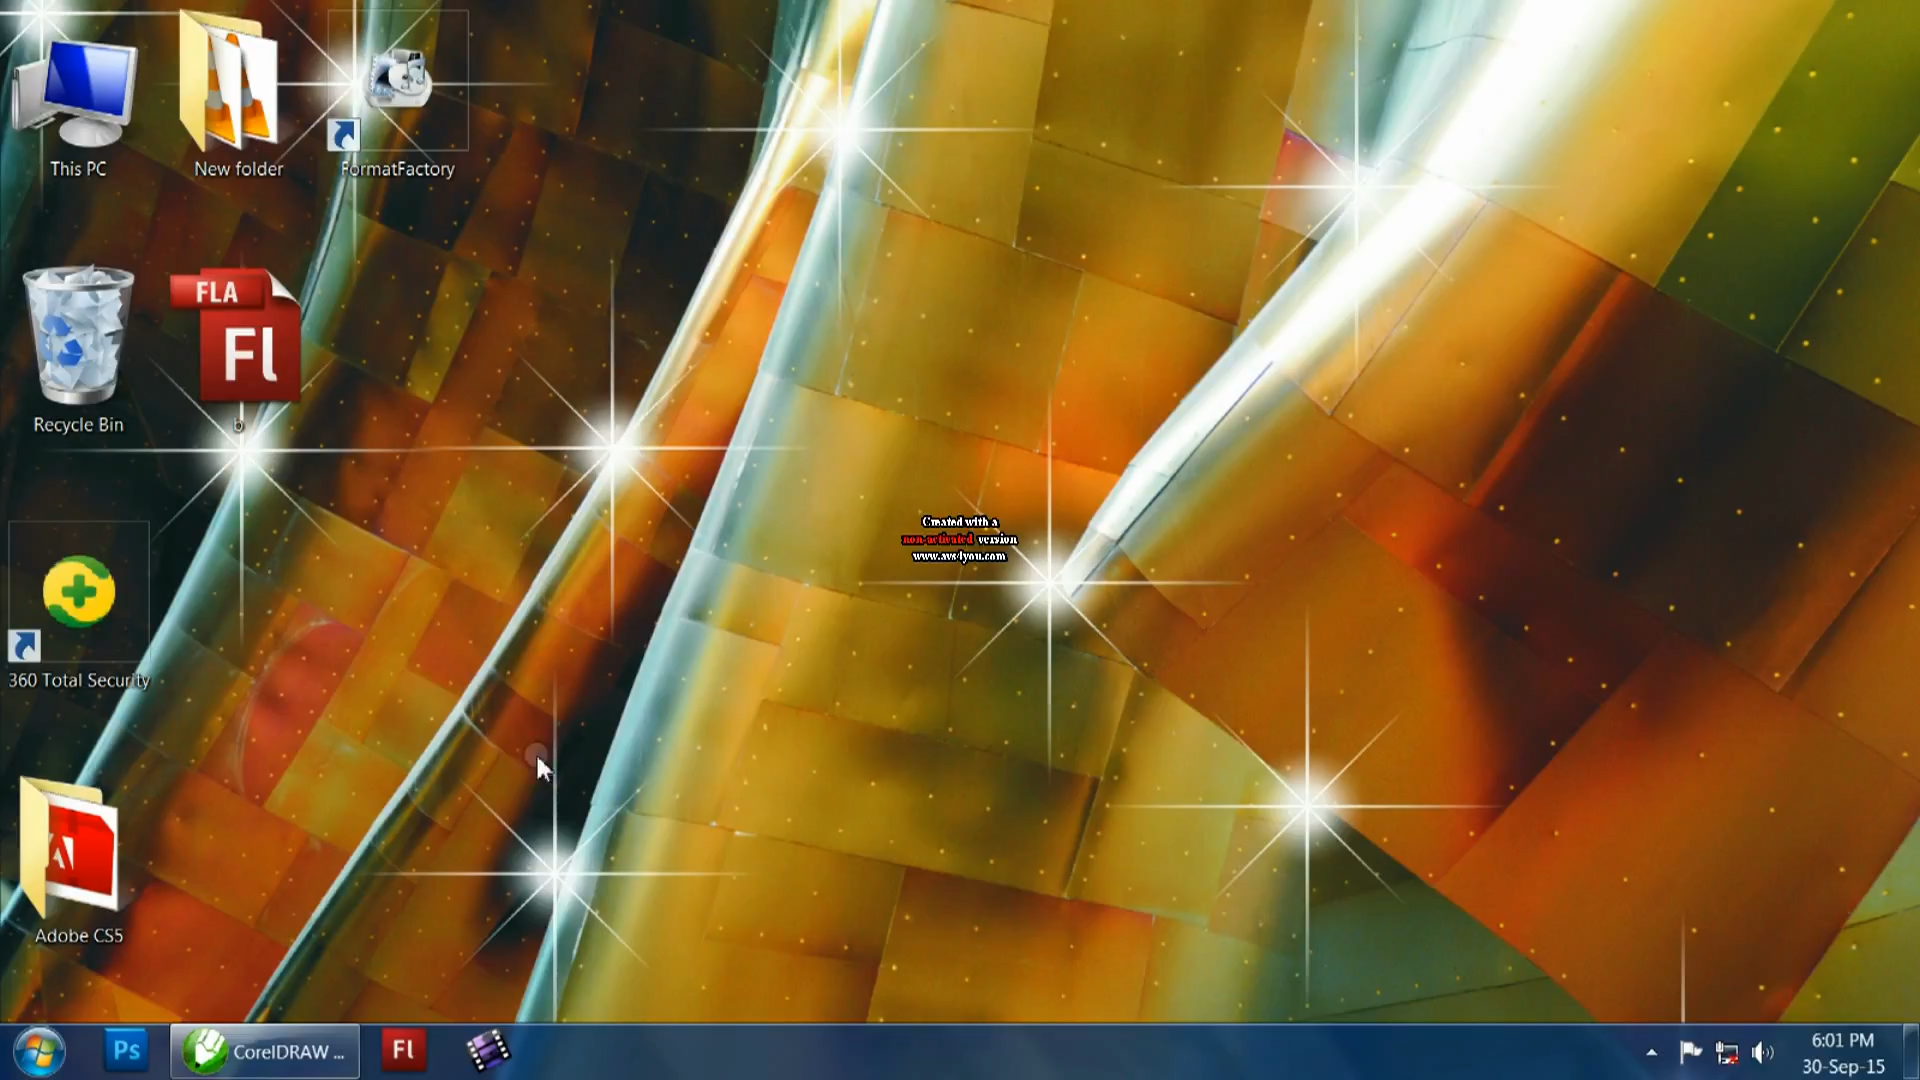 This PC
New folder
FormatFactory
FLA
Fl
Recycle Bin
b
360 Total Security
Adobe CS5
Created with a
non-activated version
www.avs4you.com
Ps
CorelDRAW ...
Fl
6:01 PM
30-Sep-15